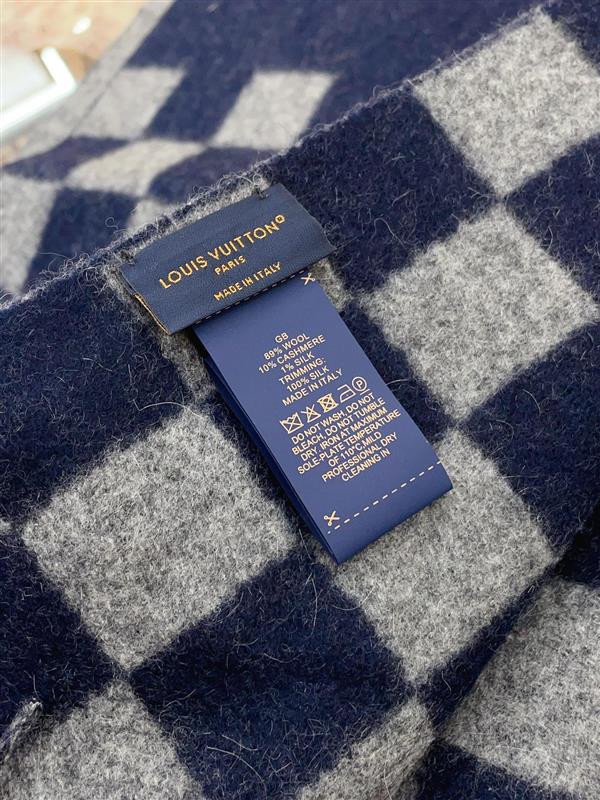 LOUIS VUITTON
PARIS
MADE IN ITALY
GB
89% WOOL
10% CASHMERE
1% SILK
TRIMMING:
100% SILK
MADE IN ITALY
DO NOT WASH, DO NOT
BLEACH, DO NOT TUMBLE
DRY, IRON AT MAXIMUM
SOLE-PLATE TEMPERATURE
OF 110°C, MILD
PROFESSIONAL DRY
CLEANING IN